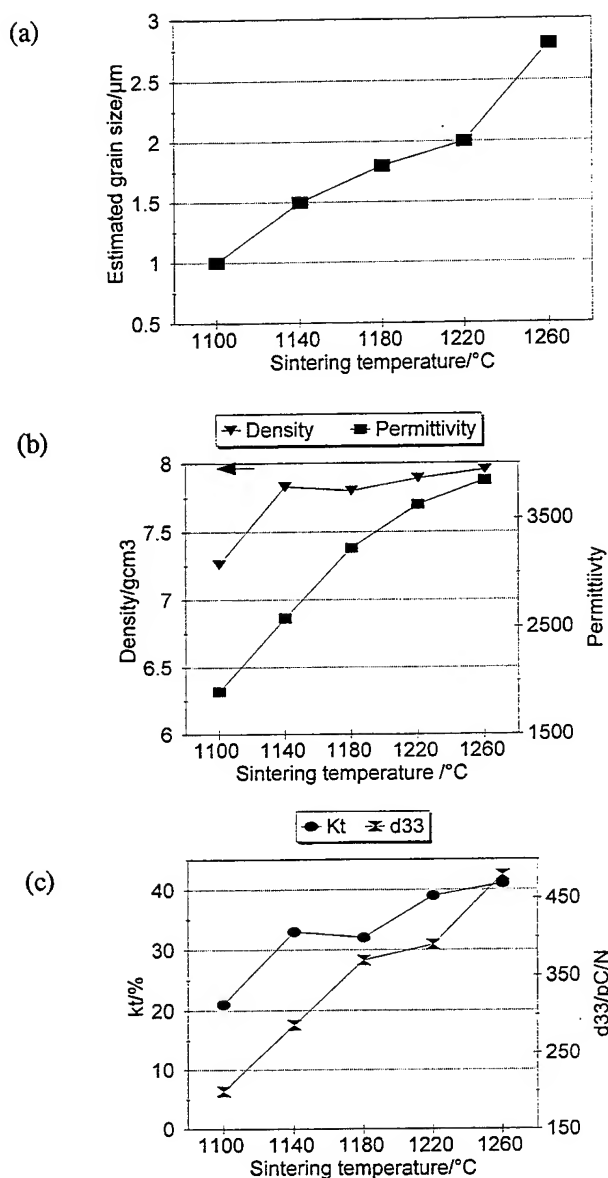 (a)
Estimated grain size/µm
3
2.5
2
1.5
1
0.5
1100 1140 1180 1220 1260
Sintering temperature/°C
(b)
Density Permittivity
Density/gcm3
8
7.5
7
6.5
6
3500
2500
1500
Permittiivty
1100 1140 1180 1220 1260
Sintering temperature /°C
(c)
Kt d33
kt/%
40
30
20
10
0
450
350
250
150
d33/pC/N
1100 1140 1180 1220 1260
Sintering temperature/°C